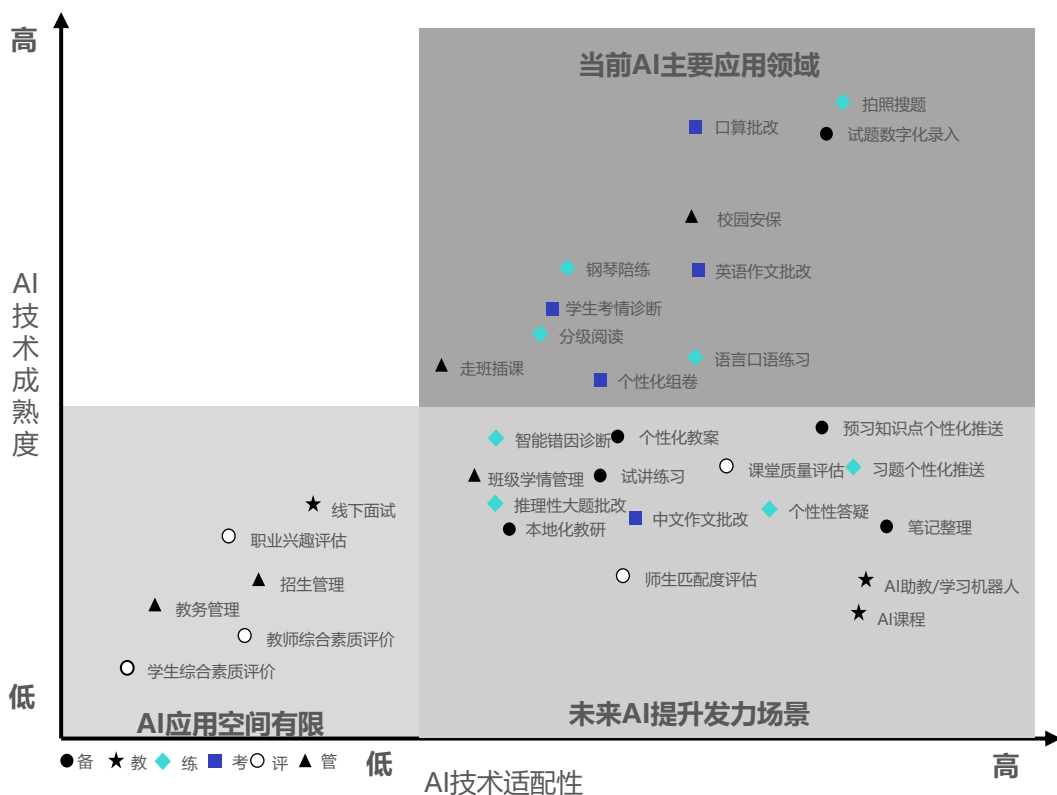 高
当前AI主要应用领域
拍照搜题
口算批改
试题数字化录入
校园安保
钢琴陪练
英语作文批改
学生考情诊断
分级阅读
语言口语练习
走班插课
个性化组卷
AI技术成熟度
预习知识点个性化推送
智能错因诊断
个性化教案
课堂质量评估
习题个性化推送
班级学情管理
试讲练习
推理性大题批改
线下面试
中文作文批改
个性性答疑
本地化教研
笔记整理
职业兴趣评估
招生管理
师生匹配度评估
AI助教/学习机器人
教务管理
AI课程
教师综合素质评价
学生综合素质评价
低
AI应用空间有限
未来AI提升发力场景
备 教 练 考 评 管
低
AI技术适配性
高